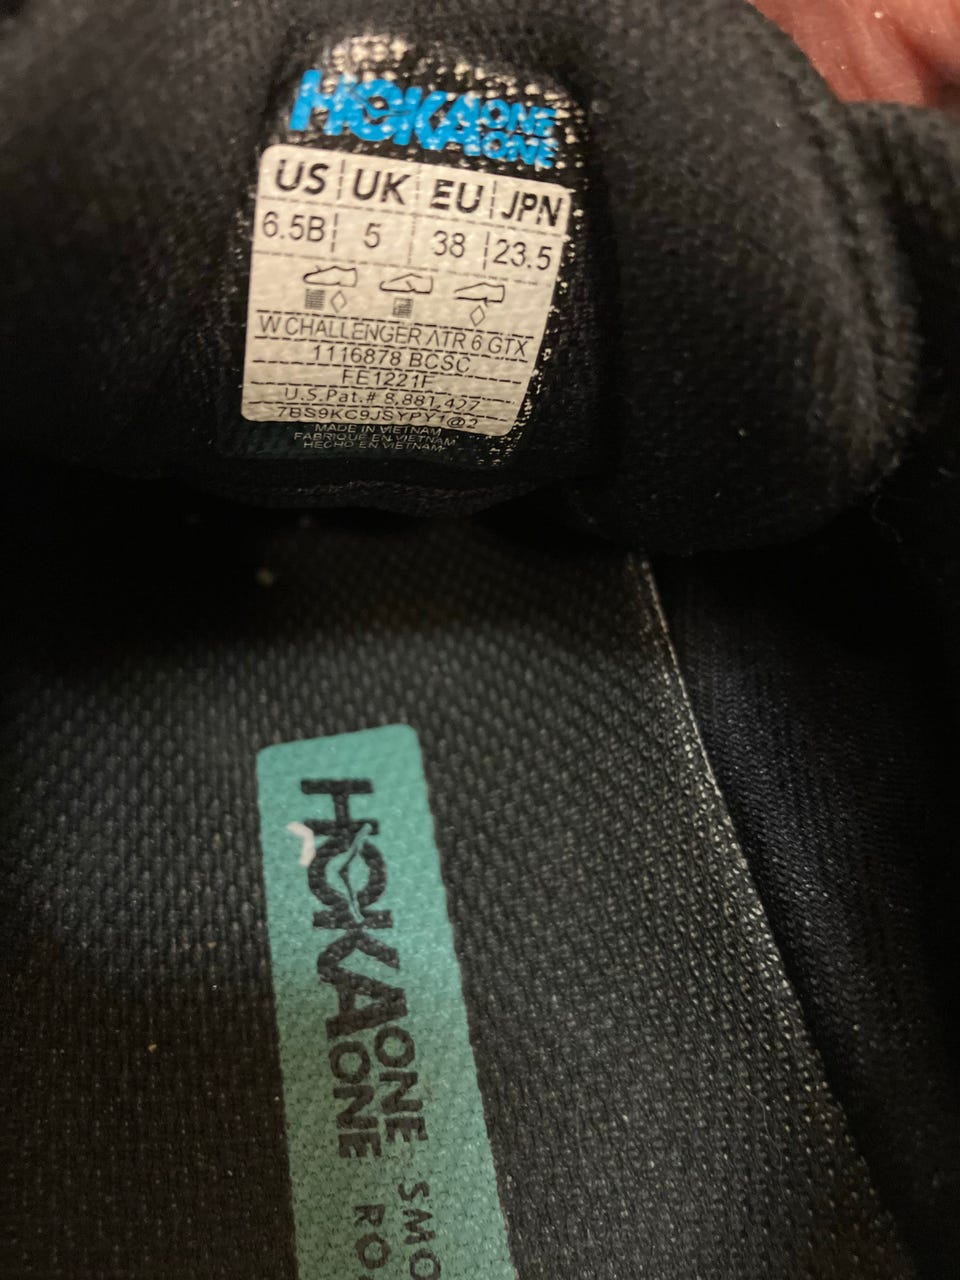 HOKA ONE ONE
US UK EU JPN
6.5B 5 38 23.5
W CHALLENGER ATR 6 GTX
1116878 BCSC
FE1221F
U.S.Pat.# 8,881,427
7BS9KC9JSYPY1@2
MADE IN VIETNAM
FABRIQUE EN VIETNAM
HECHO EN VIETNAM
HOKA ONE ONE
SMO
RO